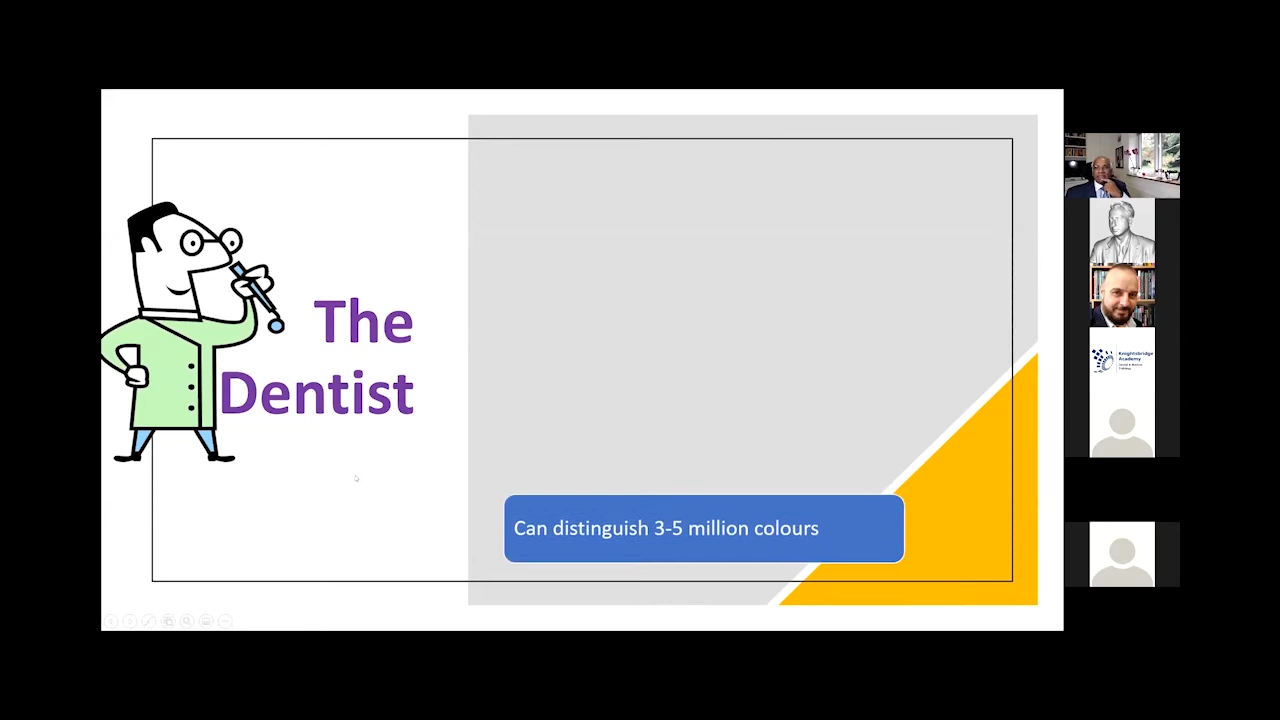 The
Dentist
Can distinguish 3-5 million colours
Knightsbridge
Academy